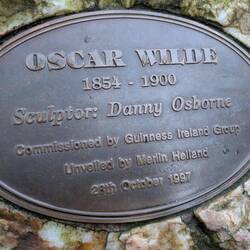 OSCAR WILDE
1854 - 1900
Sculptor: Danny Osborne
Commissioned by Guinness Ireland Group
Unveiled by Merlin Holland
28th October 1997